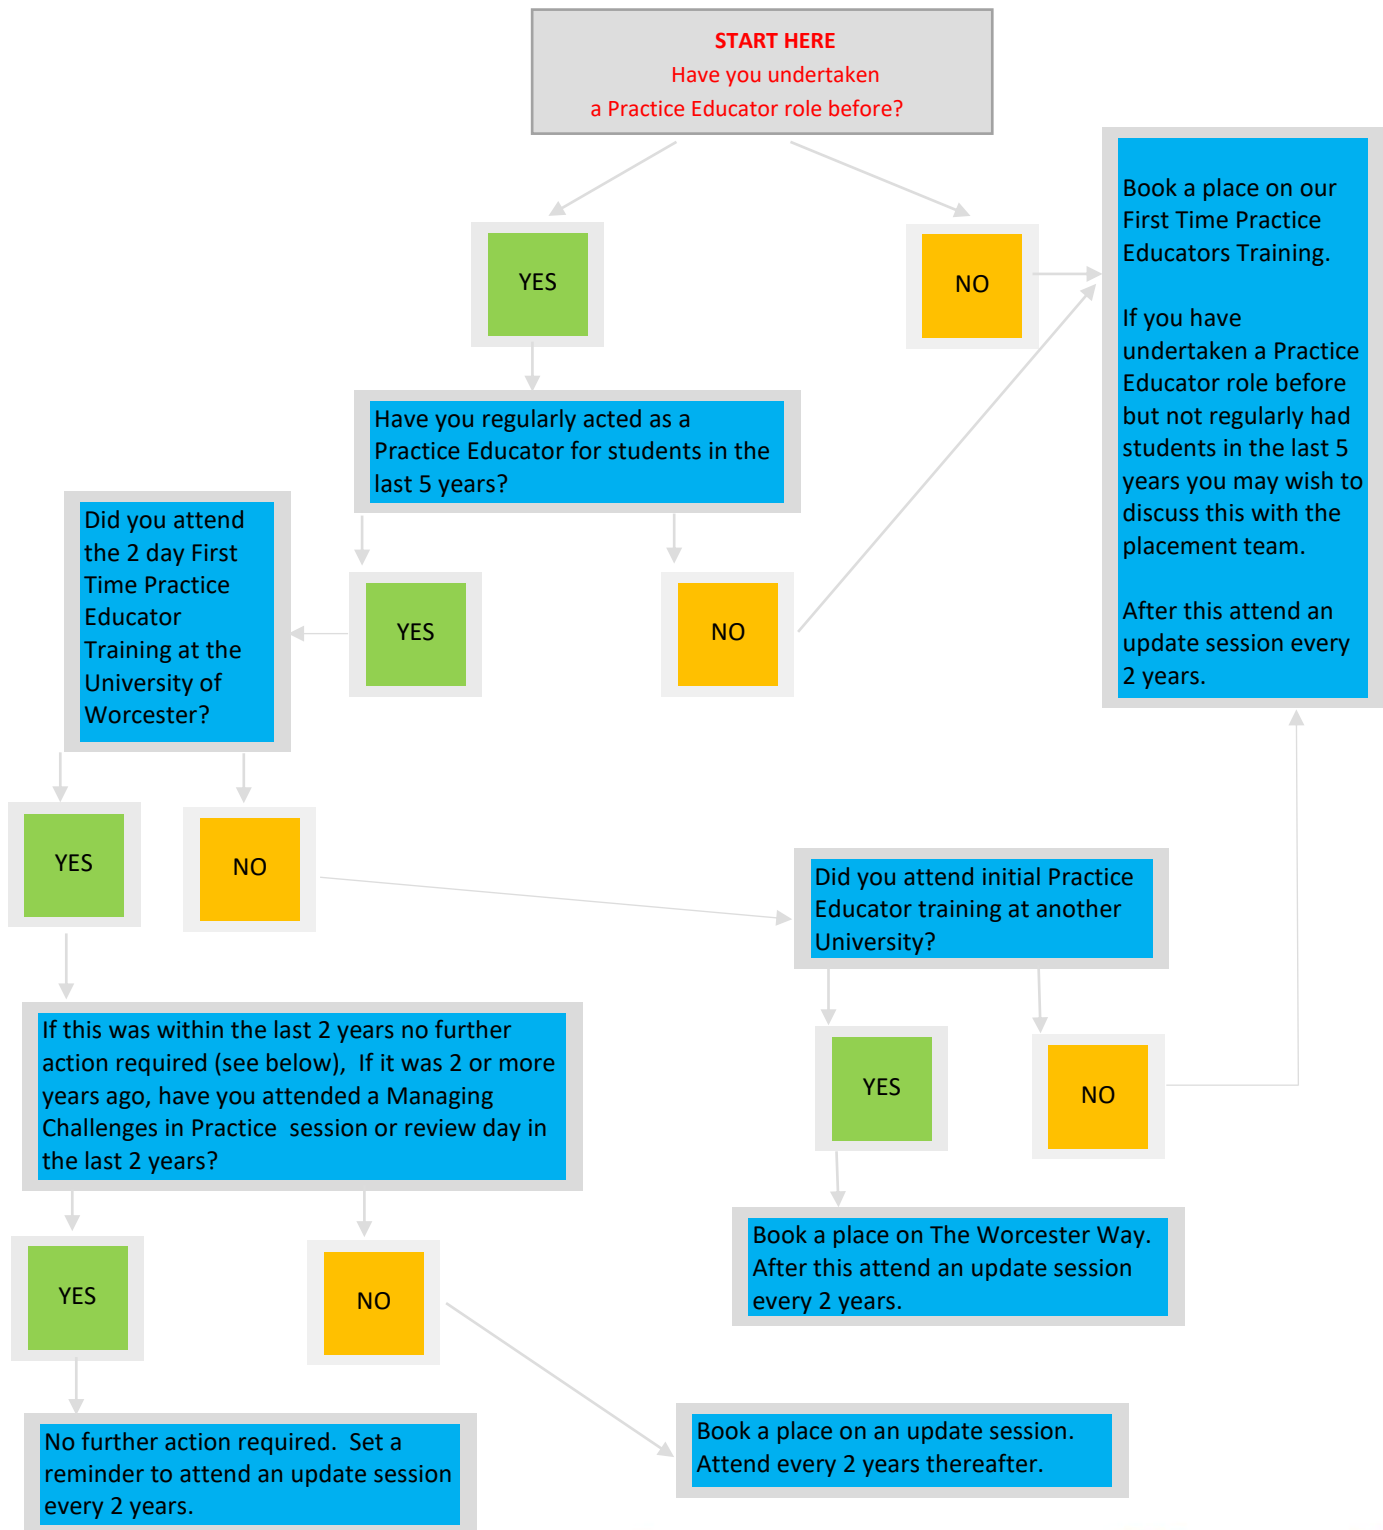 START HERE
Have you undertaken
a Practice Educator role before?
YES
NO
Book a place on our
First Time Practice
Educators Training.
If you have
undertaken a Practice
Educator role before
but not regularly had
students in the last 5
years you may wish to
discuss this with the
placement team.
After this attend an
update session every
2 years.
Have you regularly acted as a
Practice Educator for students in the
last 5 years?
YES
NO
Did you attend
the 2 day First
Time Practice
Educator
Training at the
University of
Worcester?
YES
NO
Did you attend initial Practice
Educator training at another
University?
YES
NO
If this was within the last 2 years no further
action required (see below),  If it was 2 or more
years ago, have you attended a Managing
Challenges in Practice  session or review day in
the last 2 years?
YES
NO
Book a place on The Worcester Way.
After this attend an update session
every 2 years.
No further action required.  Set a
reminder to attend an update session
every 2 years.
Book a place on an update session.
Attend every 2 years thereafter.